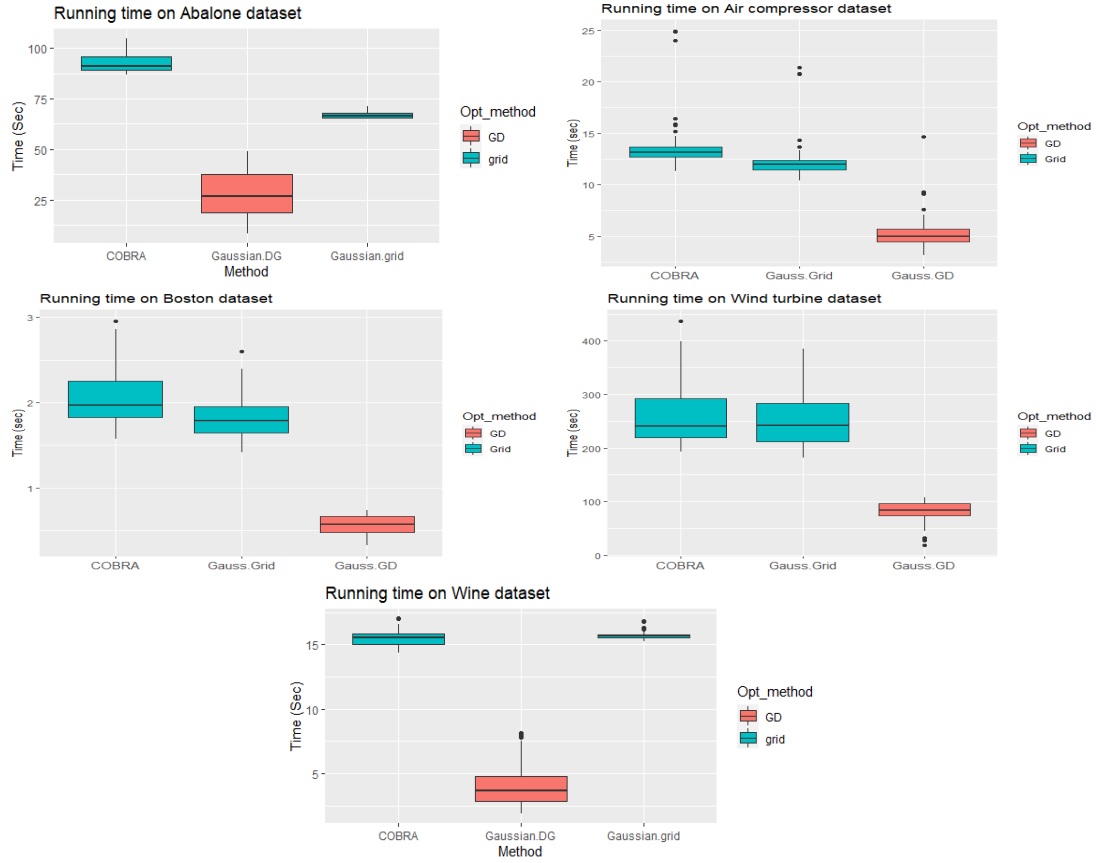 Running time on Abalone dataset
100
75
50
25
Time (Sec)
COBRA
Gaussian.DG
Gaussian.grid
Method
Opt_method
GD
grid
Running time on Air compressor dataset
25
20
15
10
5
Time (sec)
COBRA
Gauss.Grid
Gauss.GD
Opt_method
GD
Grid
Running time on Boston dataset
3
2
1
Time (sec)
COBRA
Gauss.Grid
Gauss.GD
Opt_method
GD
Grid
Running time on Wind turbine dataset
400
300
200
100
0
Time (sec)
COBRA
Gauss.Grid
Gauss.GD
Opt_method
GD
Grid
Running time on Wine dataset
15
10
5
Time (Sec)
COBRA
Gaussian.DG
Gaussian.grid
Method
Opt_method
GD
grid